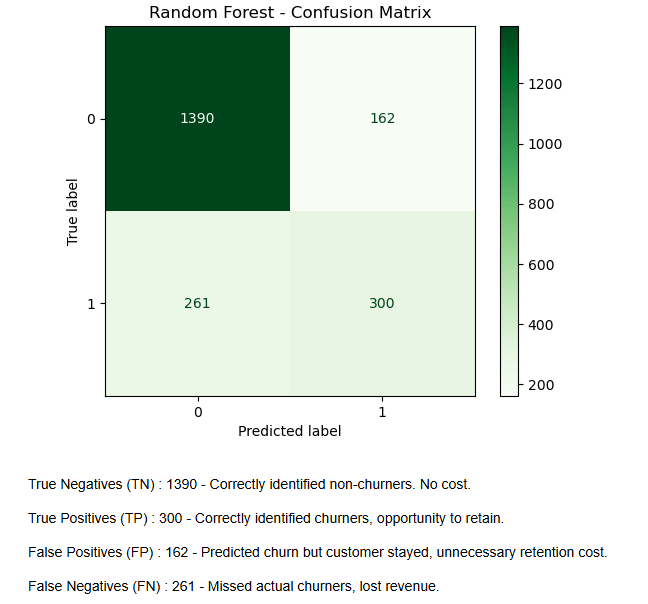 Random Forest - Confusion Matrix
1390
162
261
300
0
1
True label
0
1
Predicted label
1200
1000
800
600
400
200
True Negatives (TN) : 1390 - Correctly identified non-churners. No cost.
True Positives (TP) : 300 - Correctly identified churners, opportunity to retain.
False Positives (FP) : 162 - Predicted churn but customer stayed, unnecessary retention cost.
False Negatives (FN) : 261 - Missed actual churners, lost revenue.